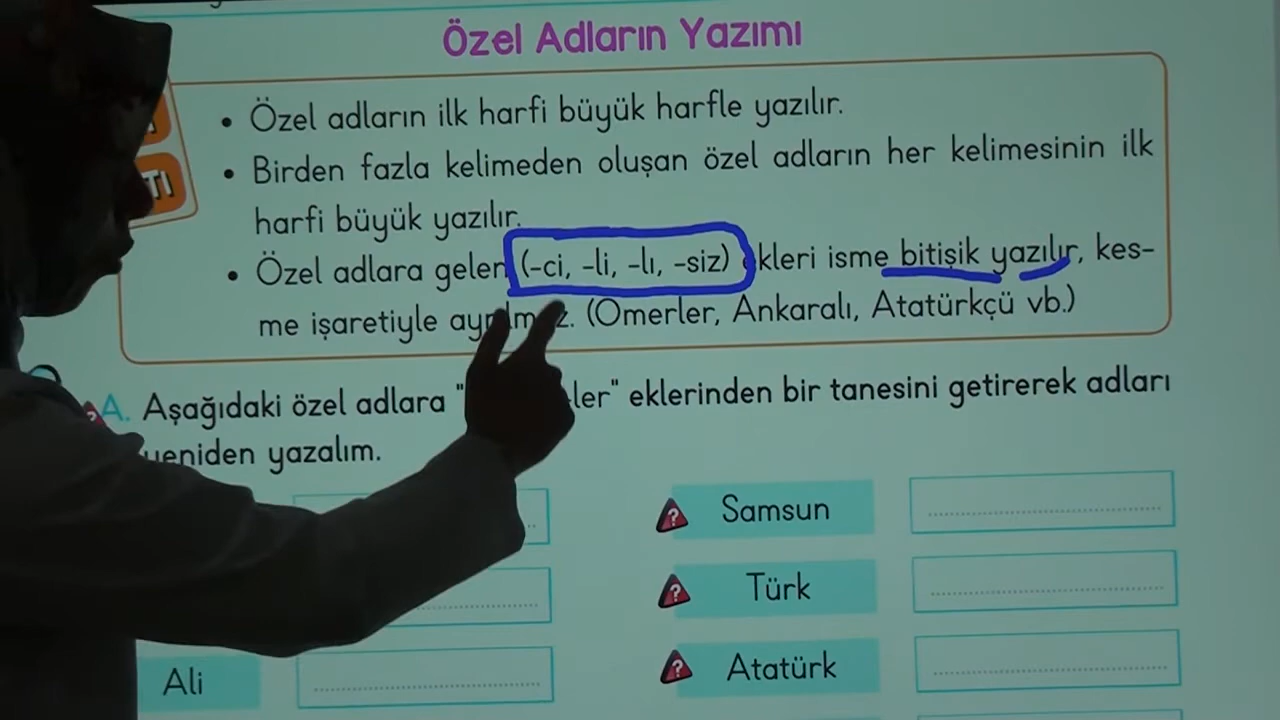 Özel Adların Yazımı
• Özel adların ilk harfi büyük harfle yazılır.
• Birden fazla kelimeden oluşan özel adların her kelimesinin ilk
harfi büyük yazılır.
• Özel adlara gelen (-ci, -li, -lı, -siz) ekleri isme bitişik yazılır, kes-
me işaretiyle ayrılmaz. (Ömerler, Ankaralı, Atatürkçü vb.)
A. Aşağıdaki özel adlara " ler" eklerinden bir tanesini getirerek adları
yeniden yazalım.
Samsun
Türk
Ali
Atatürk